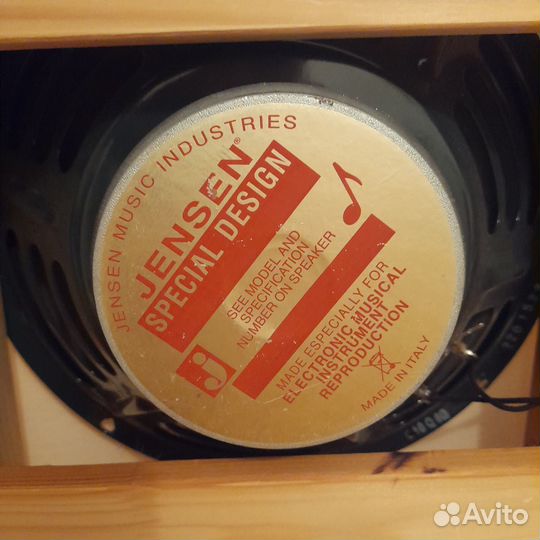 JENSEN MUSIC INDUSTRIES
JENSEN®
SPECIAL DESIGN
SEE MODEL AND
SPECIFICATION
NUMBER ON SPEAKER
J
MADE ESPECIALLY FOR
ELECTRONIC MUSICAL
INSTRUMENT
REPRODUCTION
MADE IN ITALY
Avito